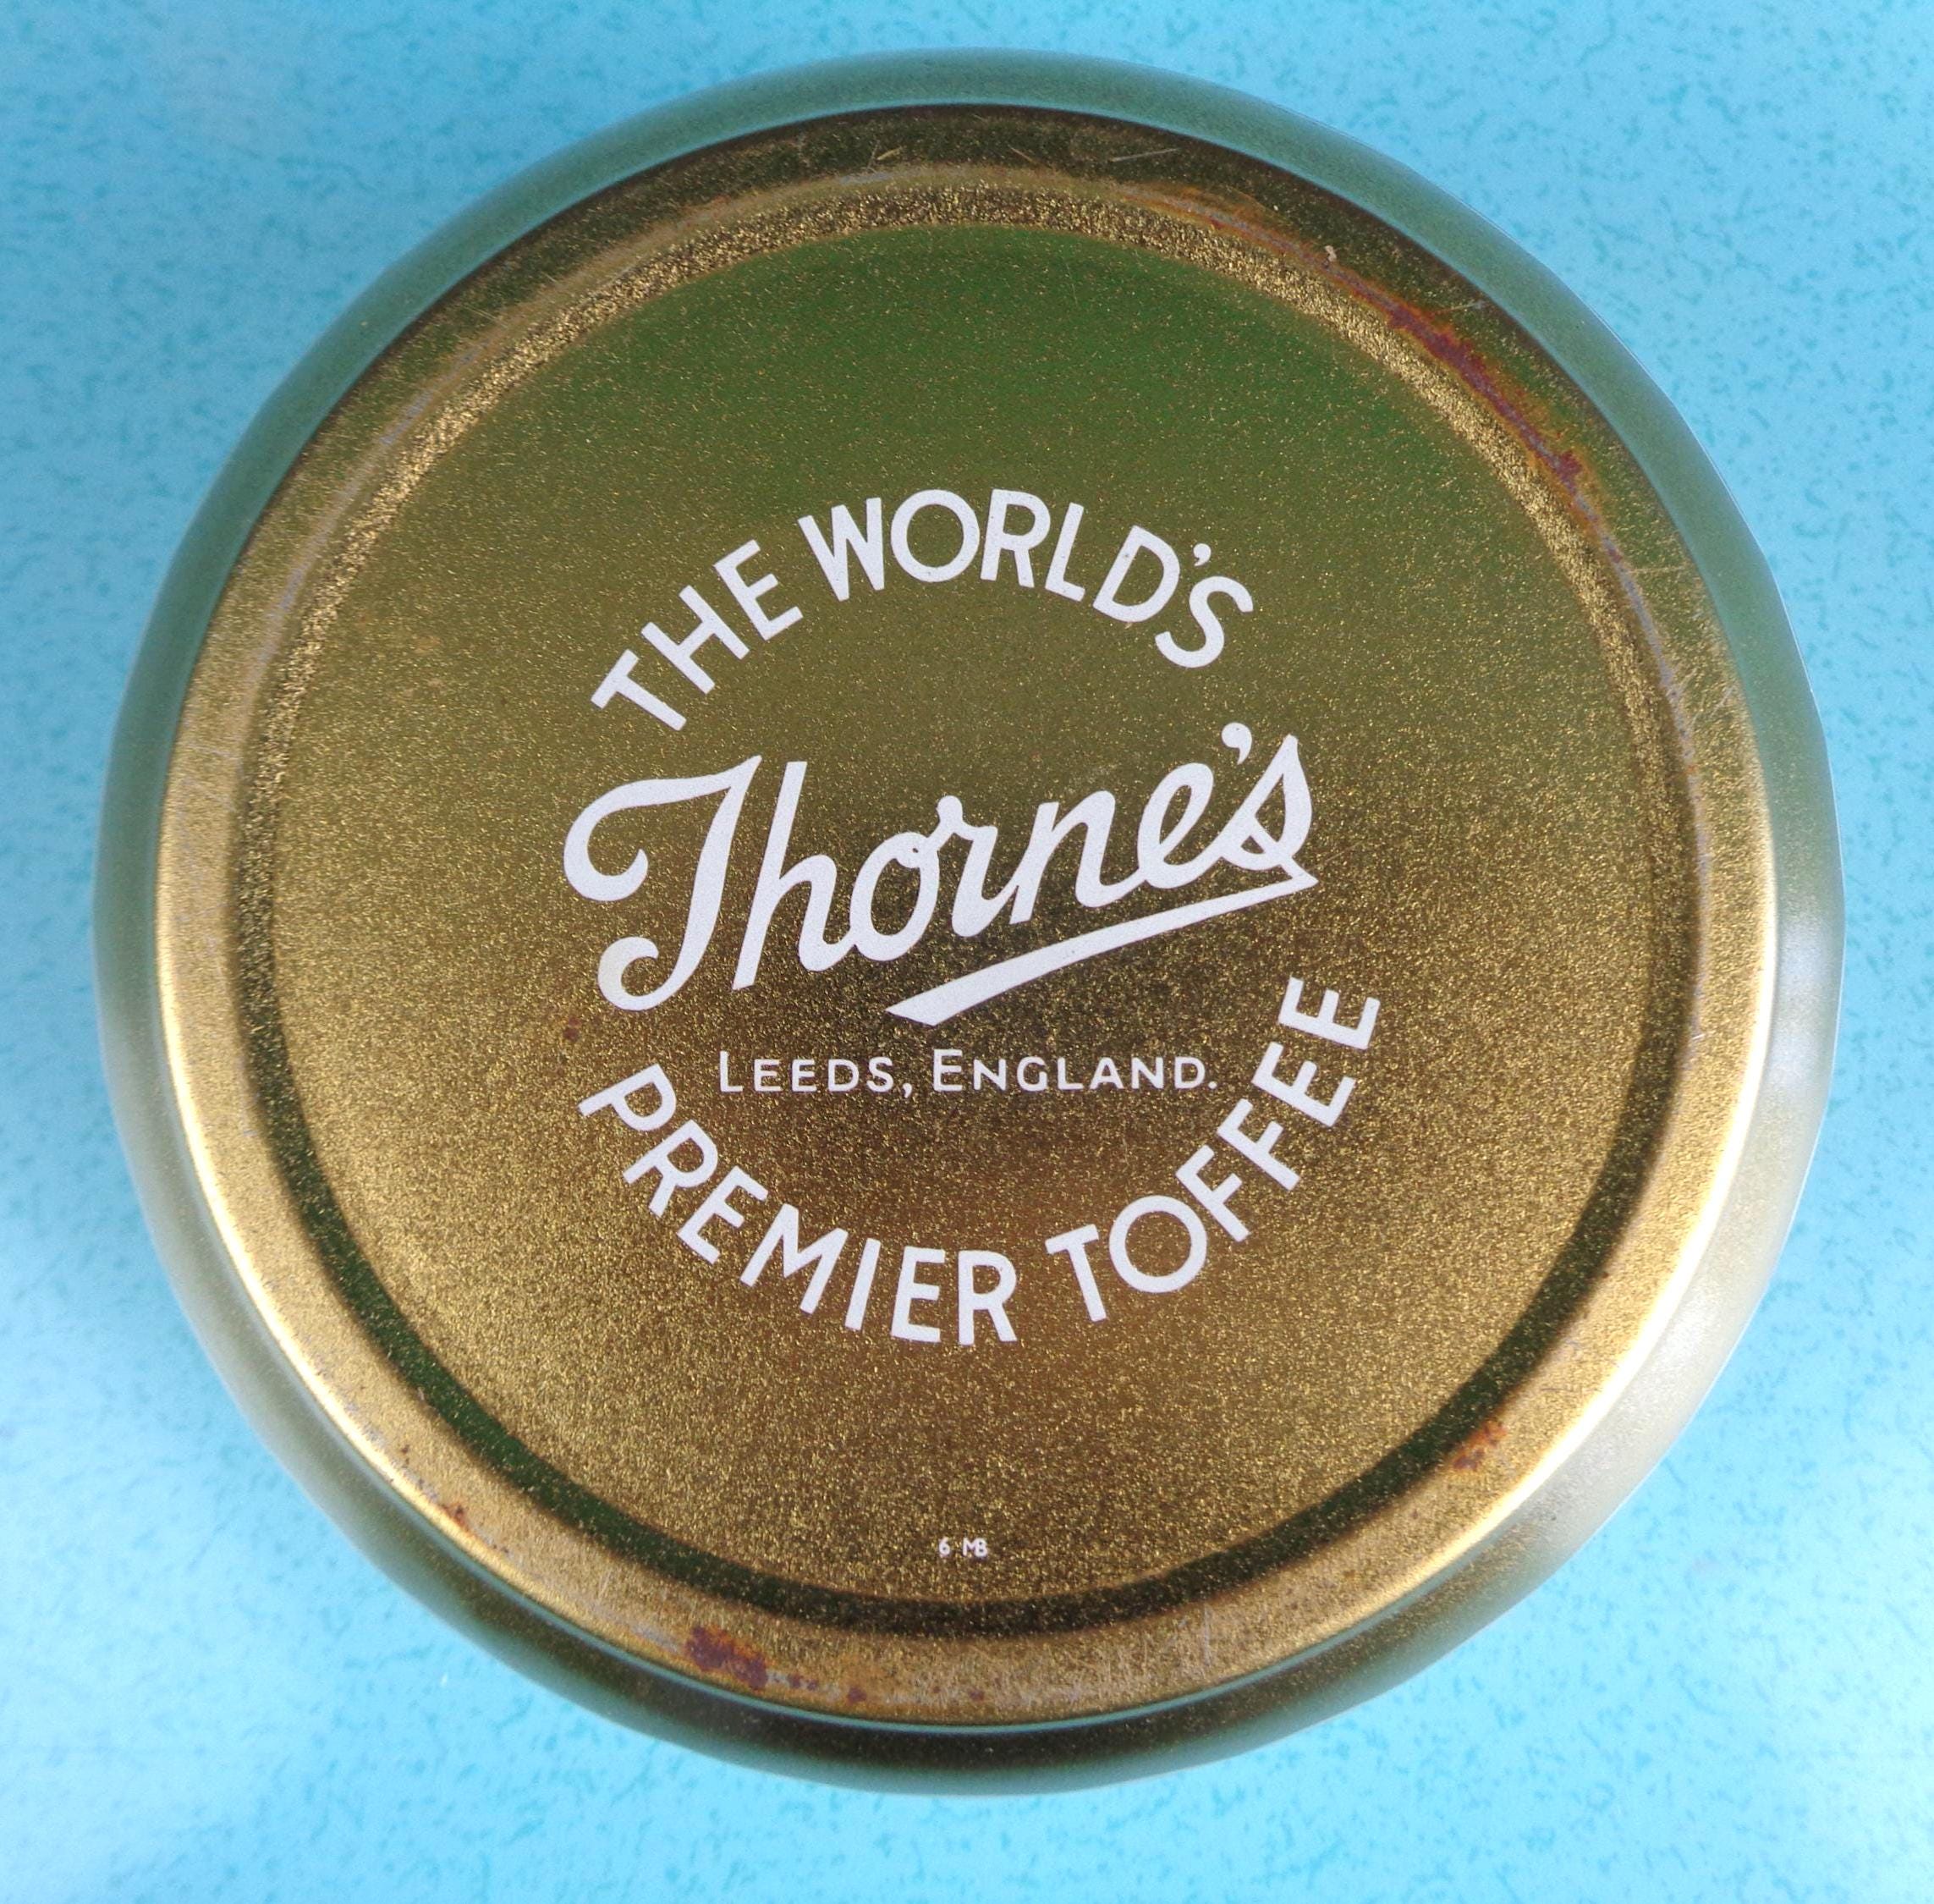 THE WORLD'S
Thorne's
LEEDS, ENGLAND.
PREMIER TOFFEE
6 MB